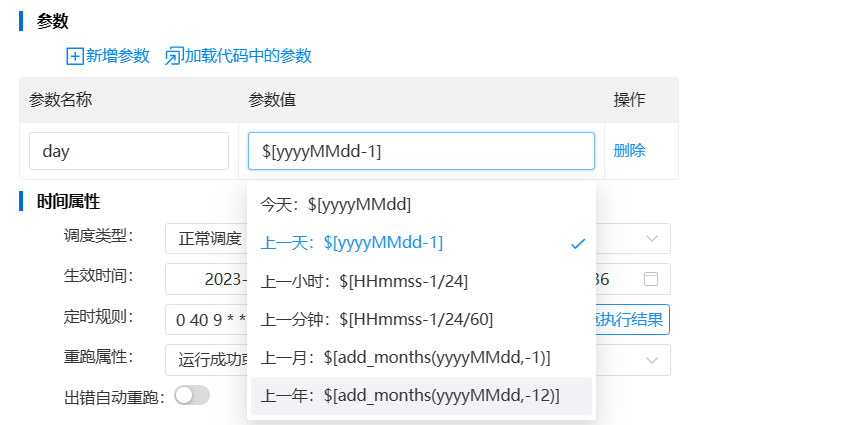 参数
新增参数 加载代码中的参数
参数名称 参数值 操作
day $[yyyyMMdd-1] 删除
今天：$[yyyyMMdd]
上一天：$[yyyyMMdd-1]
上一小时：$[HHmmss-1/24]
上一分钟：$[HHmmss-1/24/60]
上一月：$[add_months(yyyyMMdd,-1)]
上一年：$[add_months(yyyyMMdd,-12)]
时间属性
调度类型： 正常调度
生效时间： 2023- 36
定时规则： 0 40 9 * * 执行结果
重跑属性： 运行成功
出错自动重跑：